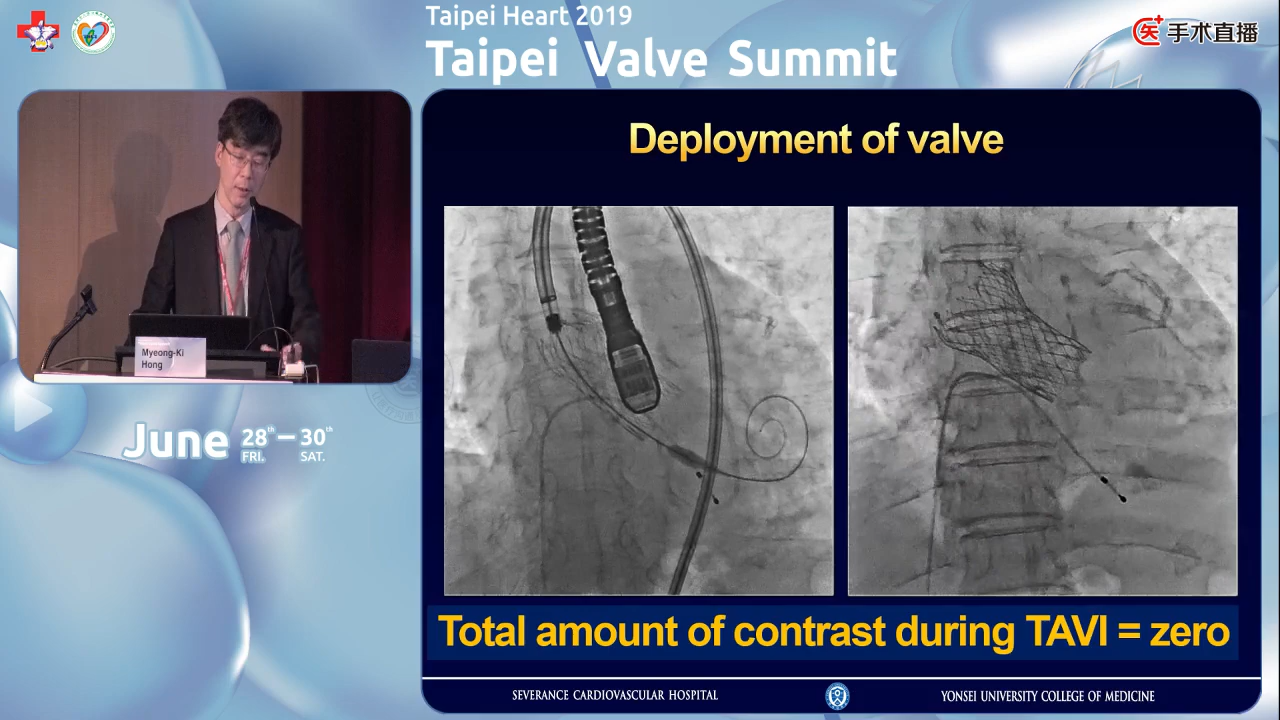 Taipei Heart 2019
Taipei Valve Summit
手术直播
Deployment of valve
Myeong-Ki
Hong
June 28th FRI. — 30th SAT.
Total amount of contrast during TAVI = zero
SEVERANCE CARDIOVASCULAR HOSPITAL
YONSEI UNIVERSITY COLLEGE OF MEDICINE